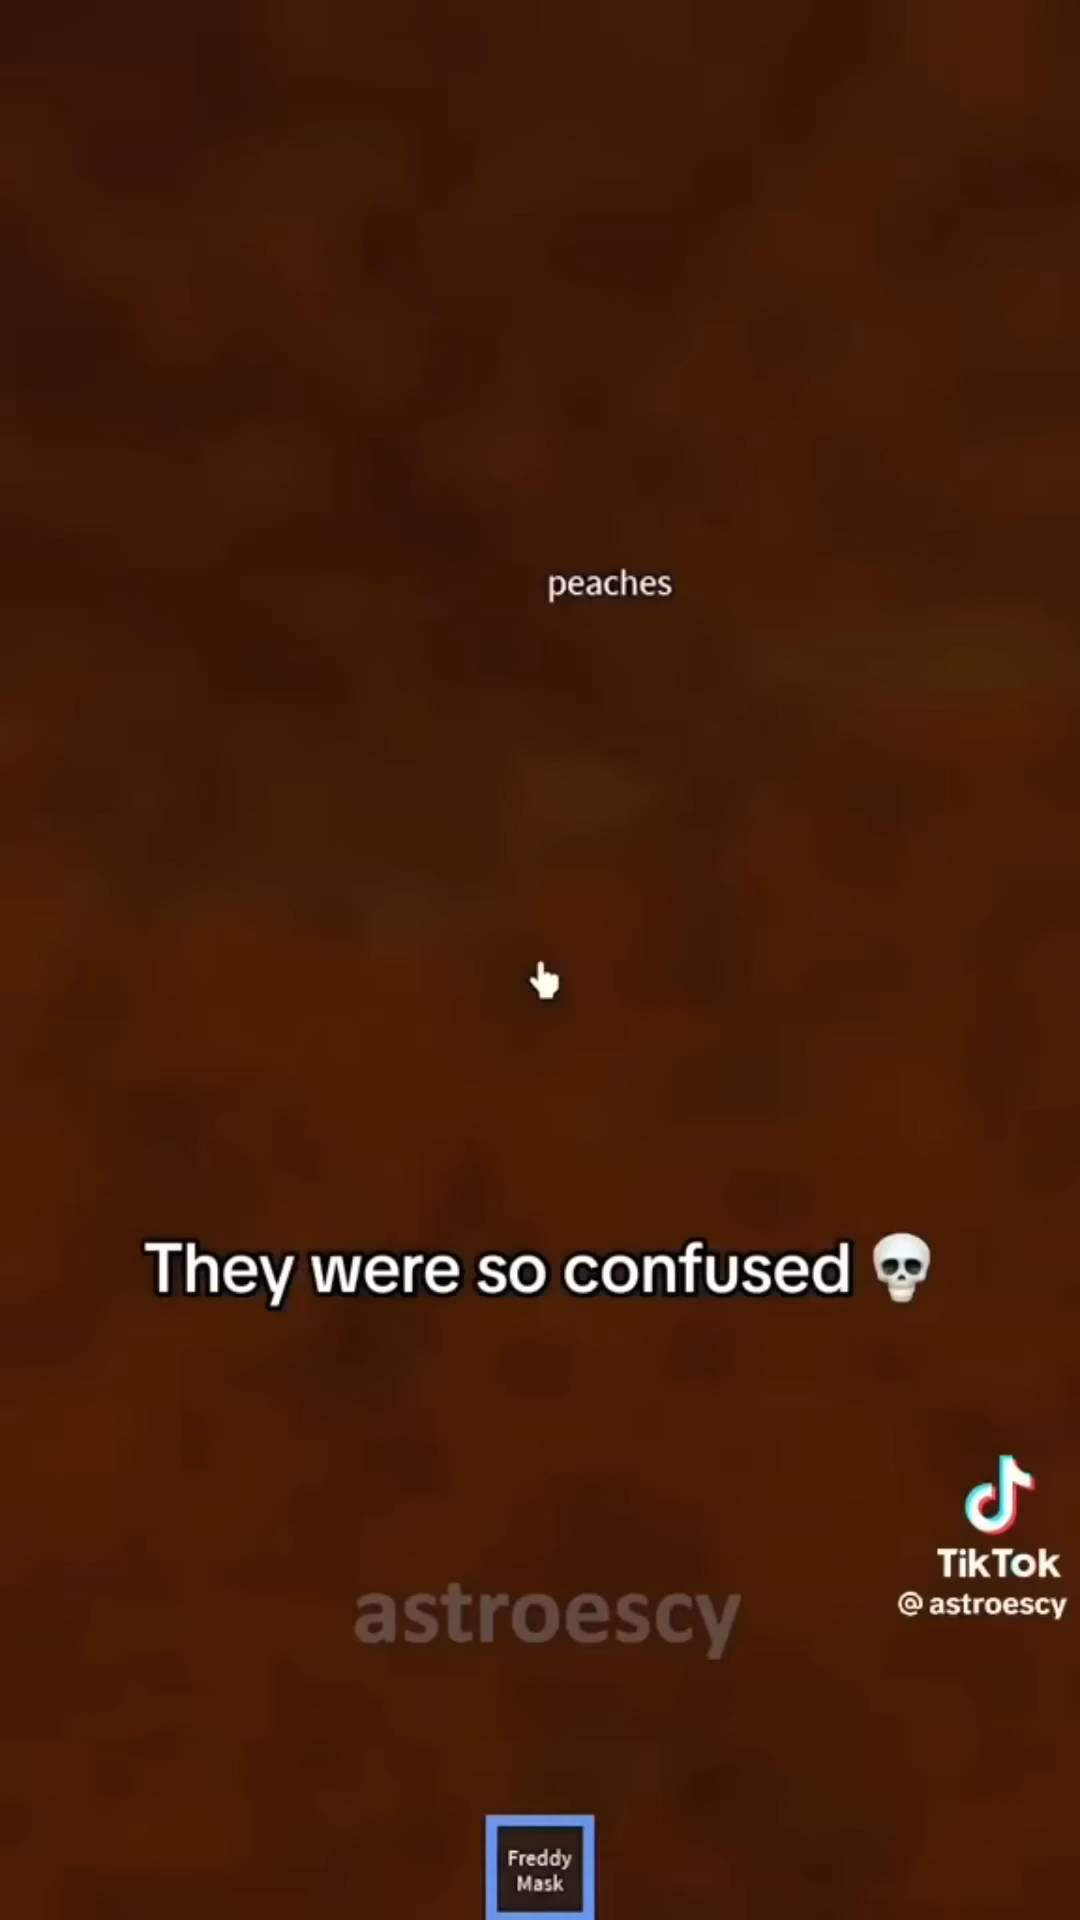 peaches
They were so confused 💀
TikTok
@astroescy
astroescy
Freddy
Mask